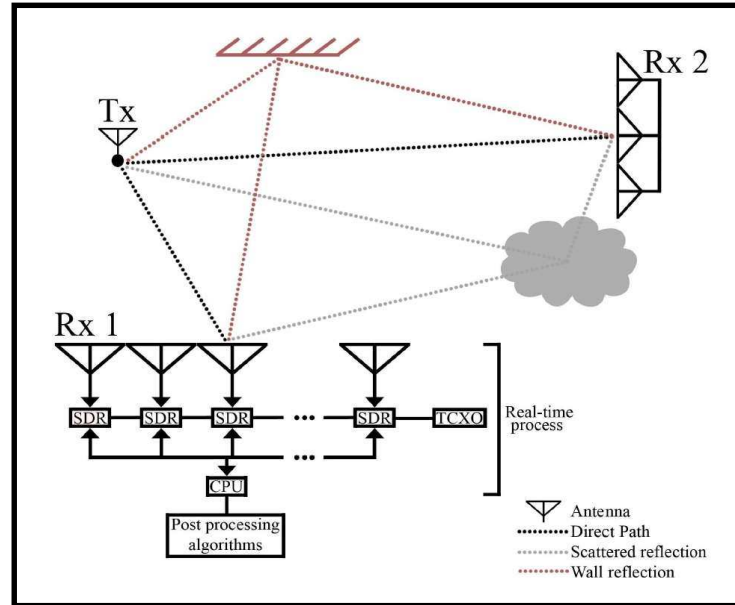 Tx
Rx 2
Rx 1
SDR SDR SDR ... SDR TCXO
Real-time
process
... 
CPU
Post processing
algorithms
Antenna
Direct Path
Scattered reflection
Wall reflection